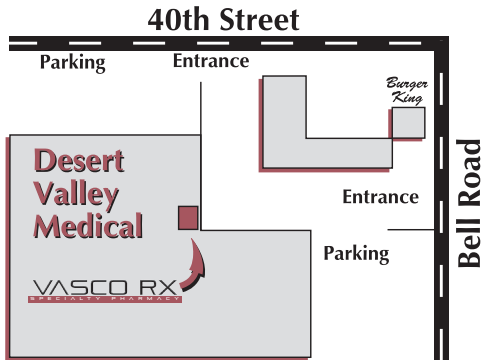 40th Street
Parking
Entrance
Burger
King
Desert
Valley
Medical
Entrance
Bell Road
Parking
VASCO RX
SPECIALTY PHARMACY